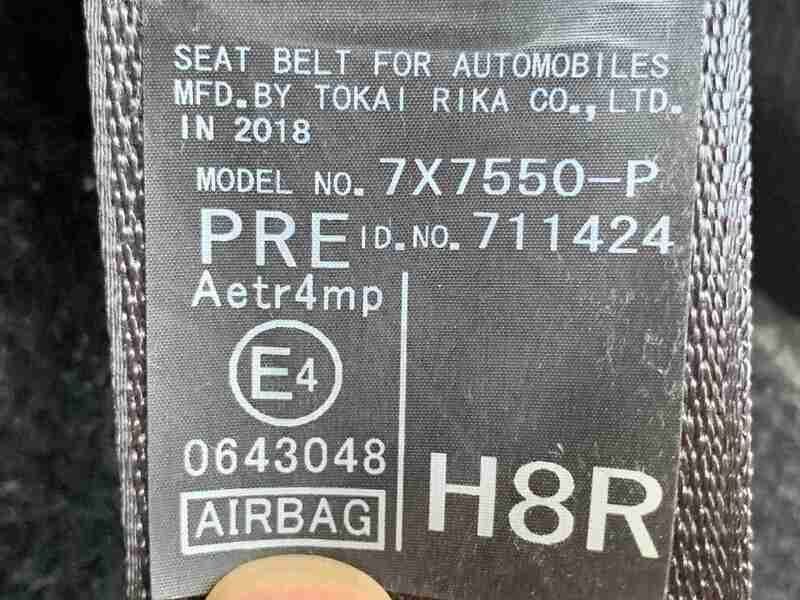 SEAT BELT FOR AUTOMOBILES
MFD.BY TOKAI RIKA CO.,LTD.
IN 2018
MODEL NO. 7X7550-P
PRE ID.NO. 711424
Aetr4mp
E4
0643048
AIRBAG
H8R